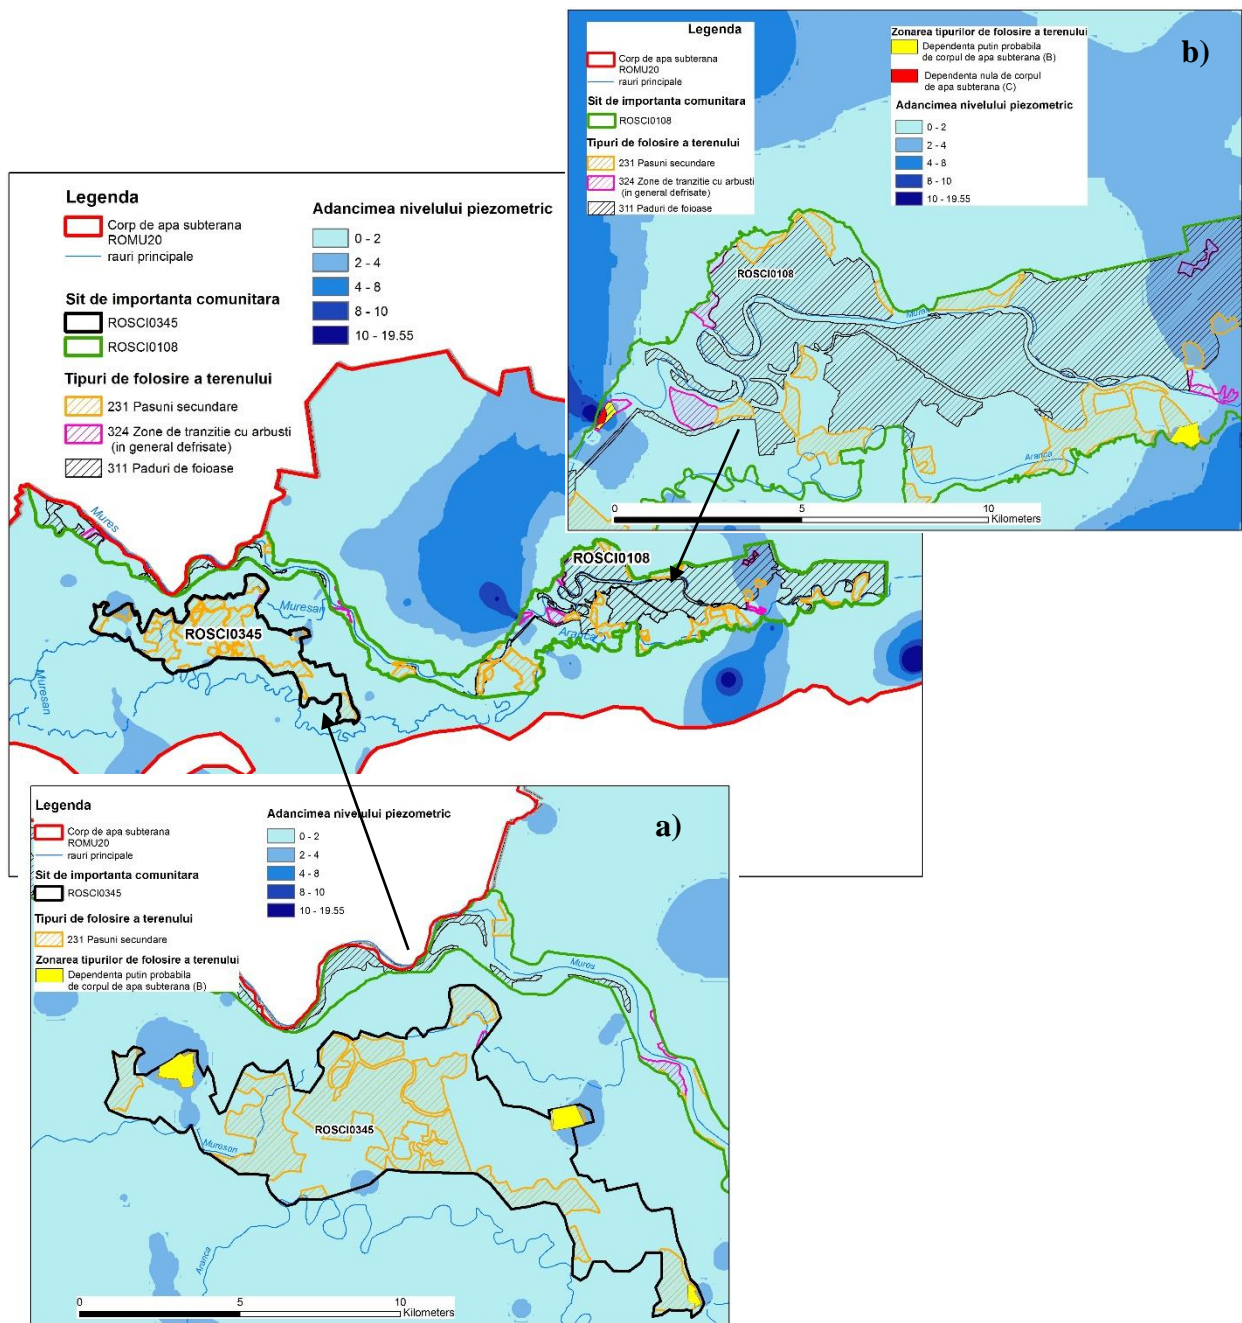 Legenda
Corp de apa subterana
ROMU20
rauri principale
Sit de importanta comunitara
ROSCI0108
Tipuri de folosire a terenului
231 Pasuni secundare
324 Zone de tranzitie cu arbusti
(in general defrisate)
311 Paduri de foioase
Zonarea tipurilor de folosire a terenului
Dependenta putin probabila
de corpul de apa subterana (B)
Dependenta nula de corpul
de apa subterana (C)
Adancimea nivelului piezometric
0 - 2
2 - 4
4 - 8
8 - 10
10 - 19.55
b)
ROSCI0108
Mures
Aranca
0 5 10
Kilometers
Legenda
Corp de apa subterana
ROMU20
rauri principale
Sit de importanta comunitara
ROSCI0345
ROSCI0108
Tipuri de folosire a terenului
231 Pasuni secundare
324 Zone de tranzitie cu arbusti
(in general defrisate)
311 Paduri de foioase
Adancimea nivelului piezometric
0 - 2
2 - 4
4 - 8
8 - 10
10 - 19.55
Mures
ROSCI0108
Muresan
ROSCI0345
Aranca
Muresan
Legenda
Corp de apa subterana
ROMU20
rauri principale
Sit de importanta comunitara
ROSCI0345
Tipuri de folosire a terenului
231 Pasuni secundare
Zonarea tipurilor de folosire a terenului
Dependenta putin probabila
de corpul de apa subterana (B)
Adancimea nivelului piezometric
0 - 2
2 - 4
4 - 8
8 - 10
10 - 19.55
a)
Mures
ROSCI0345
Muresan
Aranca
0 5 10
Kilometers